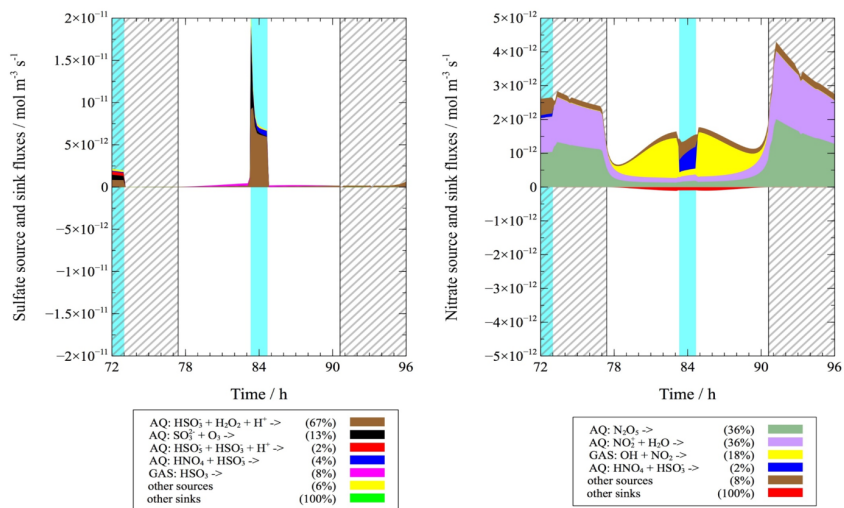 Sulfate source and sink fluxes / mol m⁻³ s⁻¹
2×10⁻¹¹
1.5×10⁻¹¹
1×10⁻¹¹
5×10⁻¹²
0
−5×10⁻¹²
−1×10⁻¹¹
−1.5×10⁻¹¹
−2×10⁻¹¹
72 78 84 90 96
Time / h
AQ: HSO₃⁻ + H₂O₂ + H⁺ -> (67%)
AQ: SO₃²⁻ + O₃ -> (13%)
AQ: HSO₅⁻ + HSO₃⁻ + H⁺ -> (2%)
AQ: HNO₄ + HSO₃⁻ -> (4%)
GAS: HSO₃ -> (8%)
other sources (6%)
other sinks (100%)
Nitrate source and sink fluxes / mol m⁻³ s⁻¹
5×10⁻¹²
4×10⁻¹²
3×10⁻¹²
2×10⁻¹²
1×10⁻¹²
0
−1×10⁻¹²
−2×10⁻¹²
−3×10⁻¹²
−4×10⁻¹²
−5×10⁻¹²
72 78 84 90 96
Time / h
AQ: N₂O₅ -> (36%)
AQ: NO₂⁺ + H₂O -> (36%)
GAS: OH + NO₂ -> (18%)
AQ: HNO₄ + HSO₃⁻ -> (2%)
other sources (8%)
other sinks (100%)